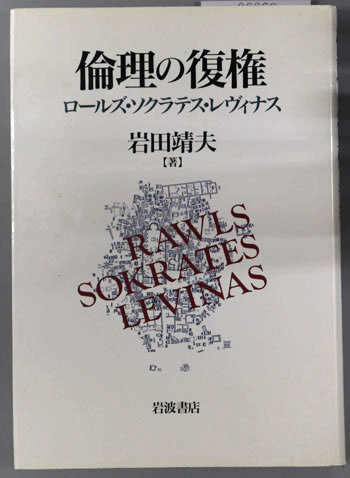 倫理の復権
ロールズ・ソクラテス・レヴィナス
岩田靖夫
【著】
RAWLS
SOKRATES
LEVINAS
岩波書店